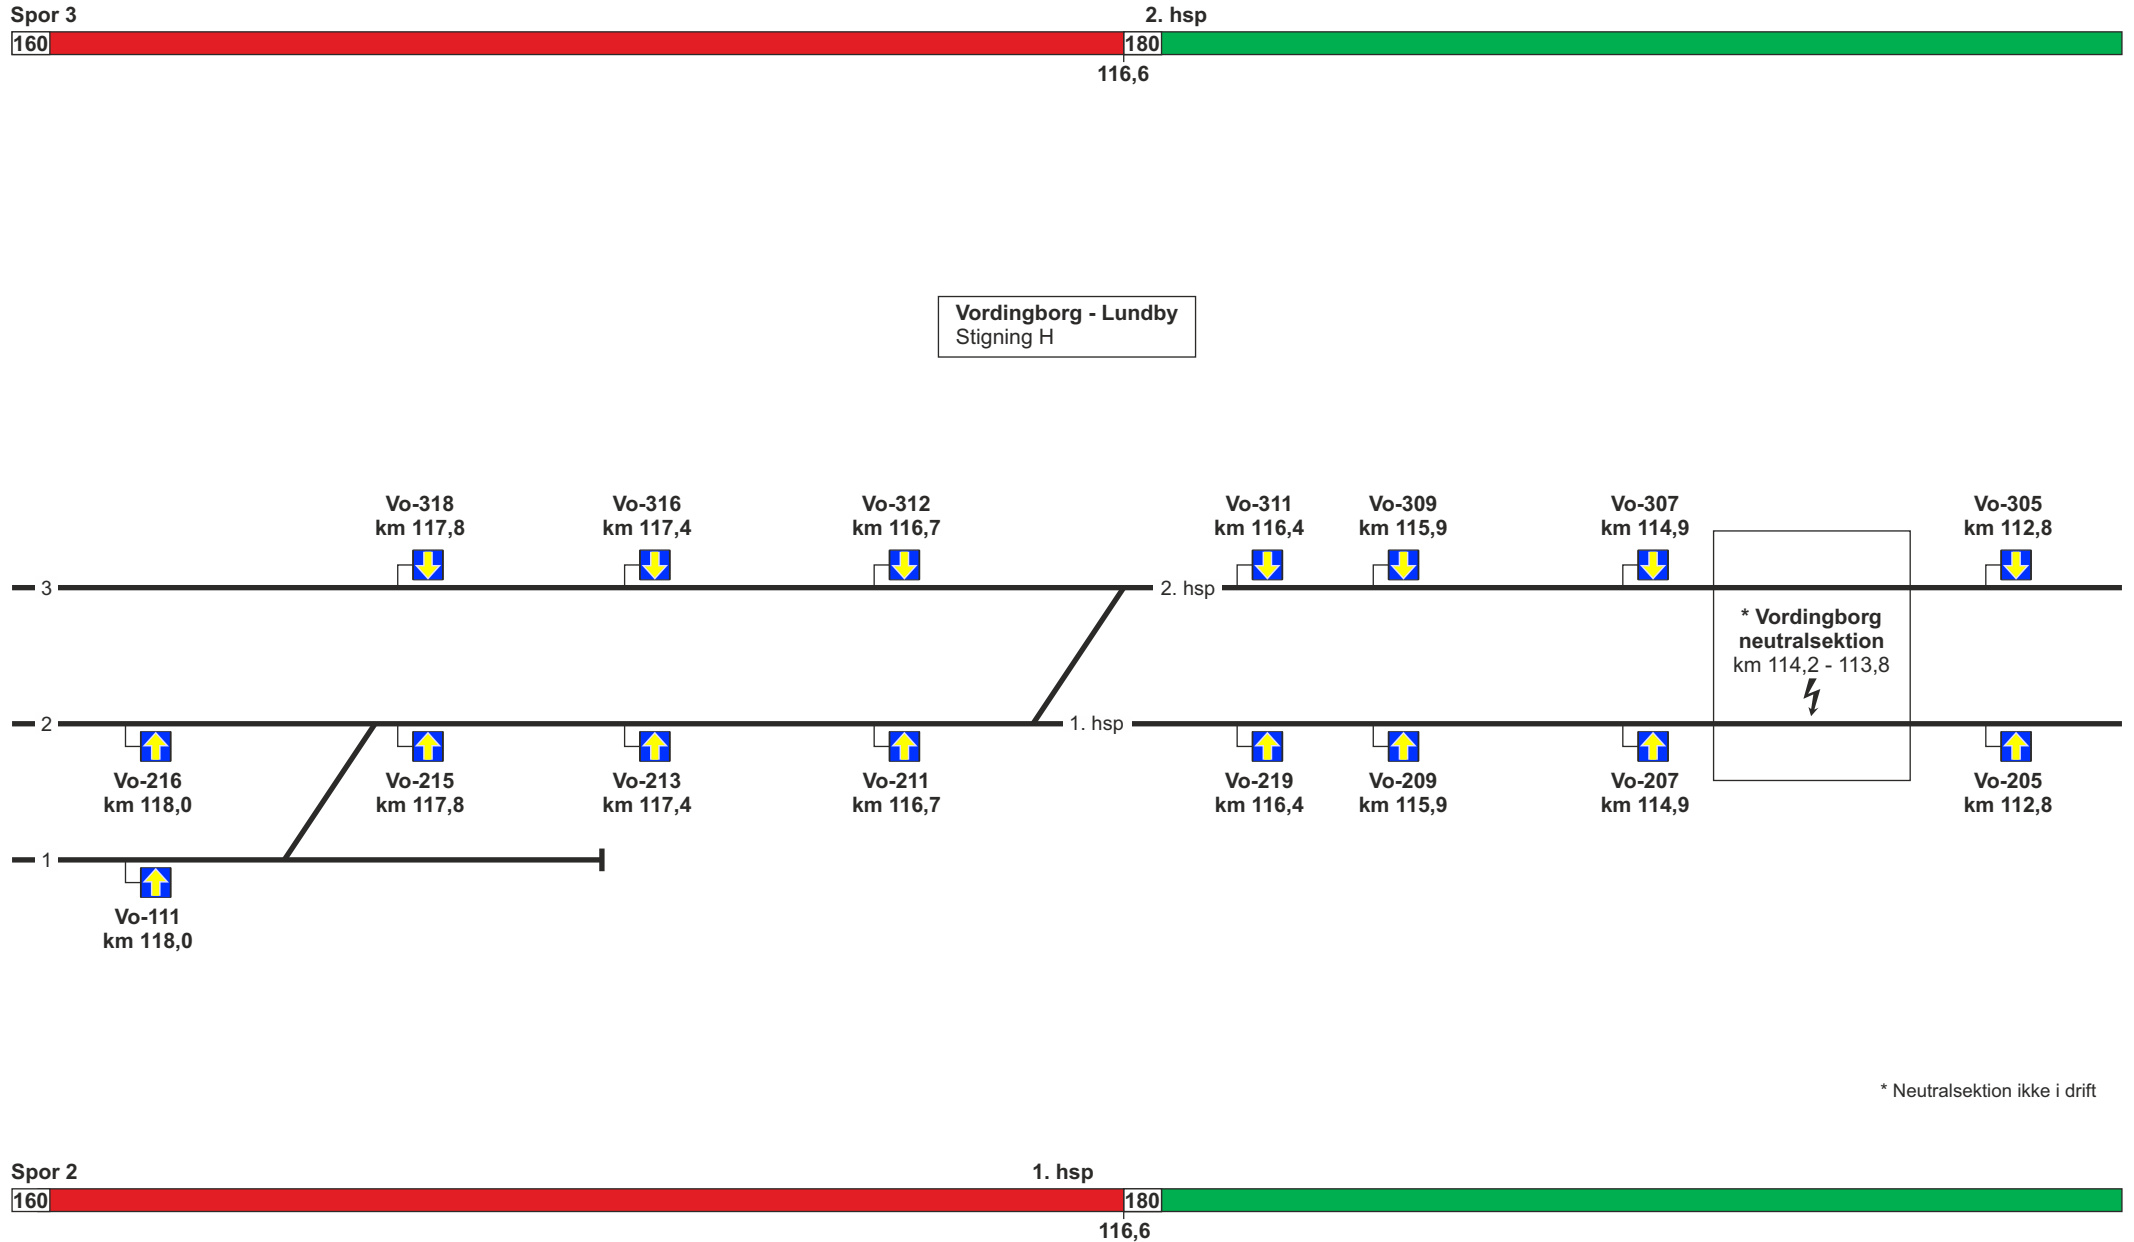 Spor 3
2. hsp
160
180
116,6
Vordingborg - Lundby
Stigning H
Vo-318
km 117,8
Vo-316
km 117,4
Vo-312
km 116,7
Vo-311
km 116,4
Vo-309
km 115,9
Vo-307
km 114,9
Vo-305
km 112,8
3
2. hsp
* Vordingborg
neutralsektion
km 114,2 - 113,8
2
1. hsp
Vo-216
km 118,0
Vo-215
km 117,8
Vo-213
km 117,4
Vo-211
km 116,7
Vo-219
km 116,4
Vo-209
km 115,9
Vo-207
km 114,9
Vo-205
km 112,8
1
Vo-111
km 118,0
* Neutralsektion ikke i drift
Spor 2
1. hsp
160
180
116,6